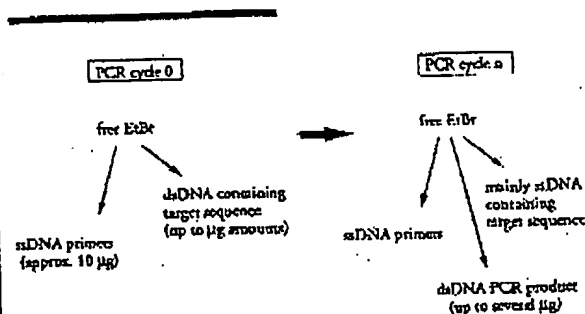 PCR cycle 0
free EtBr
dsDNA containing
target sequence
(up to µg amounts)
ssDNA primers
(approx. 10 µg)
PCR cycle n
free EtBr
mainly ssDNA
containing
target sequence
ssDNA primers
dsDNA PCR product
(up to several µg)